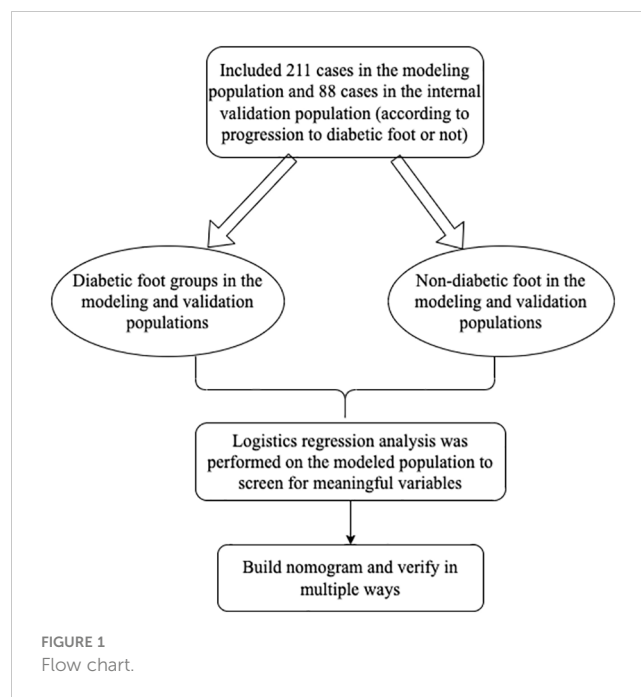 Included 211 cases in the modeling
population and 88 cases in the internal
validation population (according to
progression to diabetic foot or not)
Diabetic foot groups in the
modeling and validation
populations
Non-diabetic foot in the
modeling and validation
populations
Logistics regression analysis was
performed on the modeled population to
screen for meaningful variables
Build nomogram and verify in
multiple ways
FIGURE 1
Flow chart.